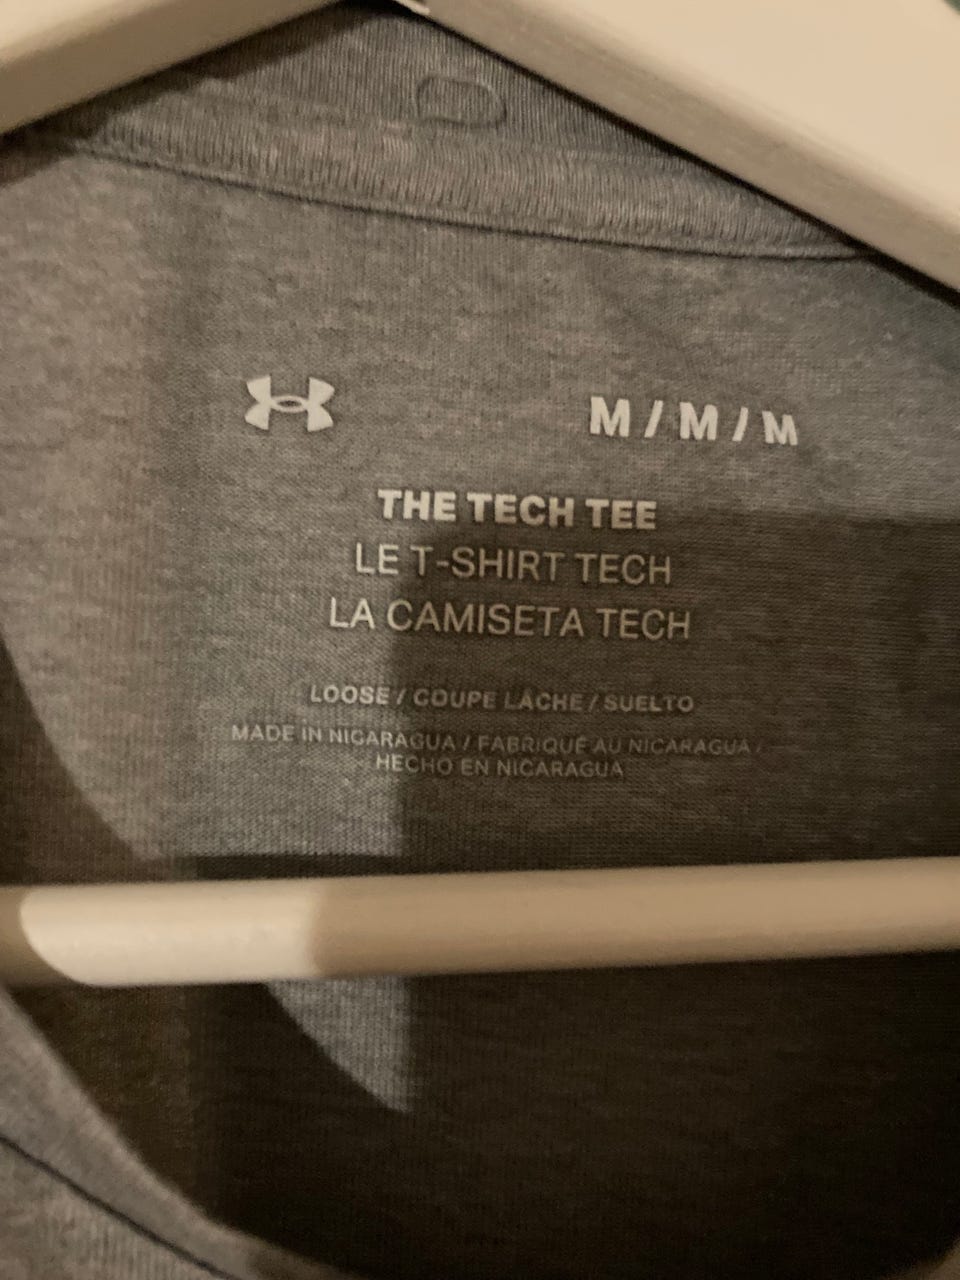 M / M / M
THE TECH TEE
LE T-SHIRT TECH
LA CAMISETA TECH
LOOSE / COUPE LÂCHE / SUELTO
MADE IN NICARAGUA / FABRIQUÉ AU NICARAGUA /
HECHO EN NICARAGUA